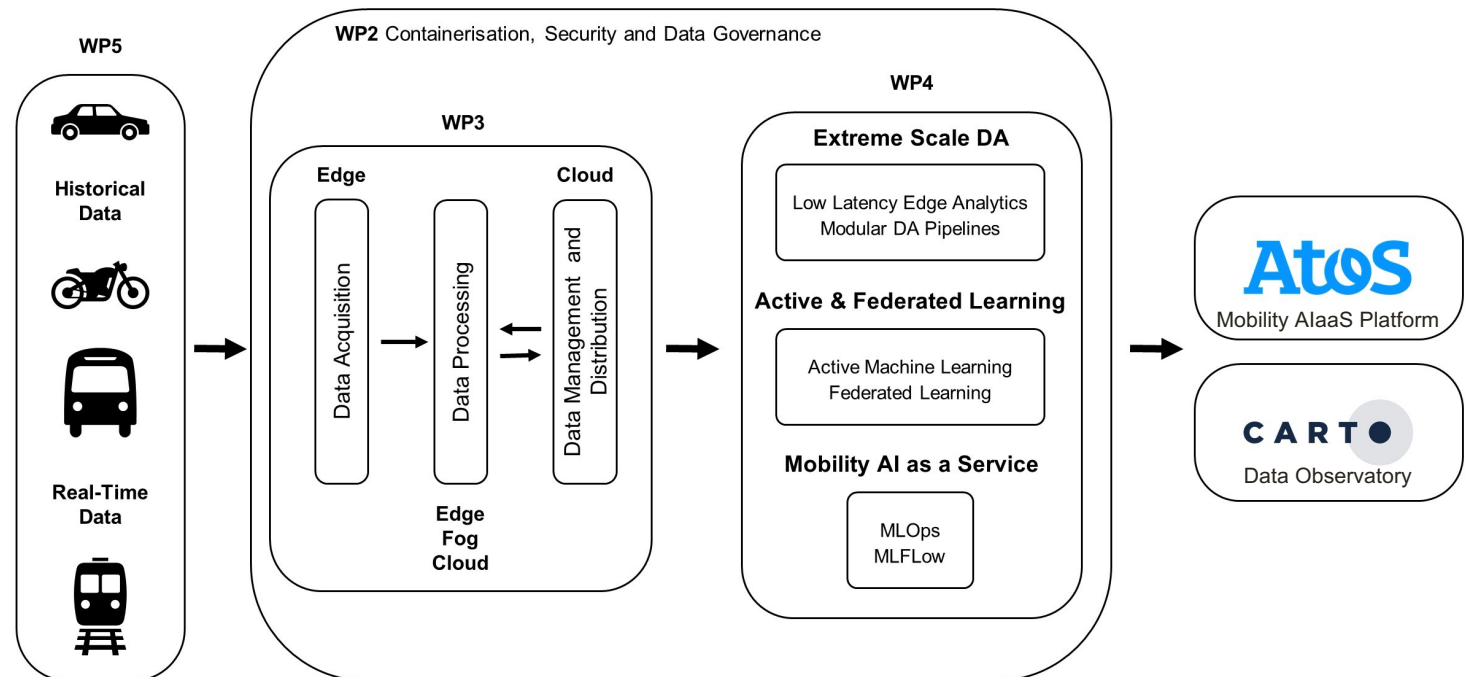 WP5
Historical
Data
Real-Time
Data
WP2 Containerisation, Security and Data Governance
WP3
Edge
Cloud
Data Acquisition
Data Processing
Data Management and
Distribution
Edge
Fog
Cloud
WP4
Extreme Scale DA
Low Latency Edge Analytics
Modular DA Pipelines
Active & Federated Learning
Active Machine Learning
Federated Learning
Mobility AI as a Service
MLOps
MLFLow
Atos
Mobility AIaaS Platform
CARTO
Data Observatory